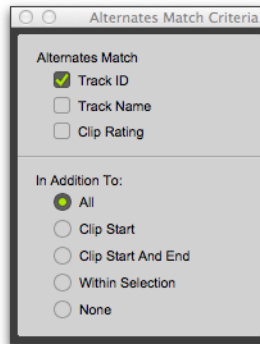 Alternates Match Criteria
Alternates Match
Track ID
Track Name
Clip Rating
In Addition To:
All
Clip Start
Clip Start And End
Within Selection
None